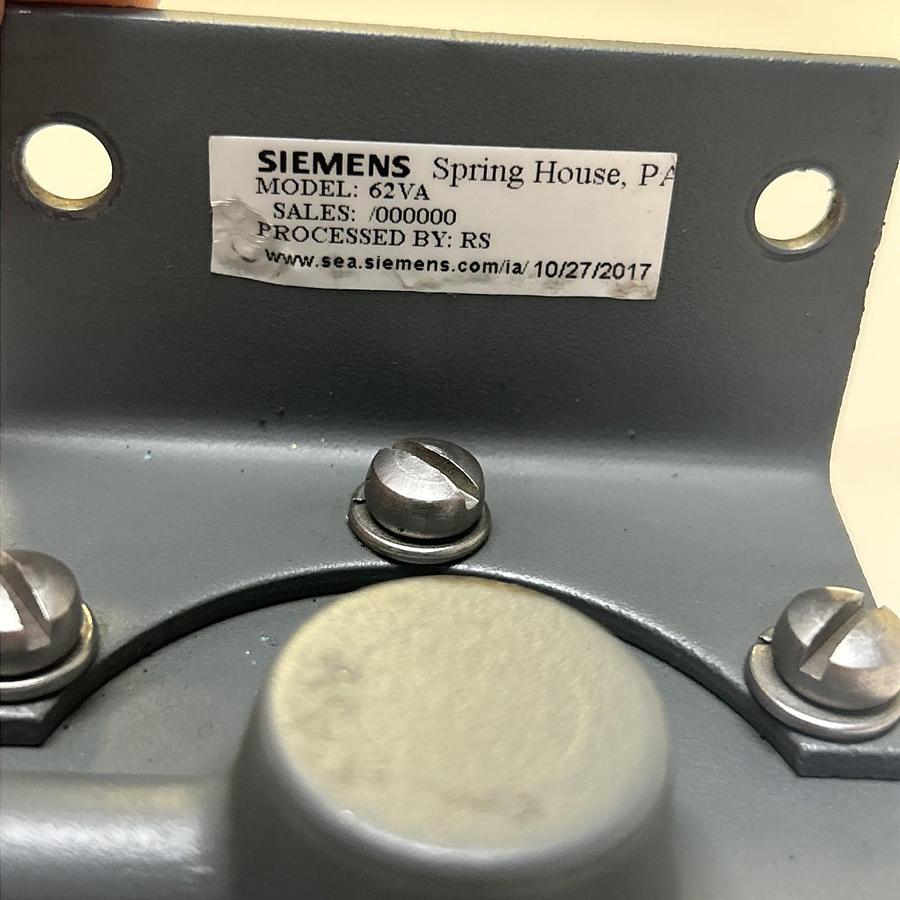 SIEMENS Spring House, PA
MODEL: 62VA
SALES: /000000
PROCESSED BY: RS
www.sea.siemens.com/ia/ 10/27/2017